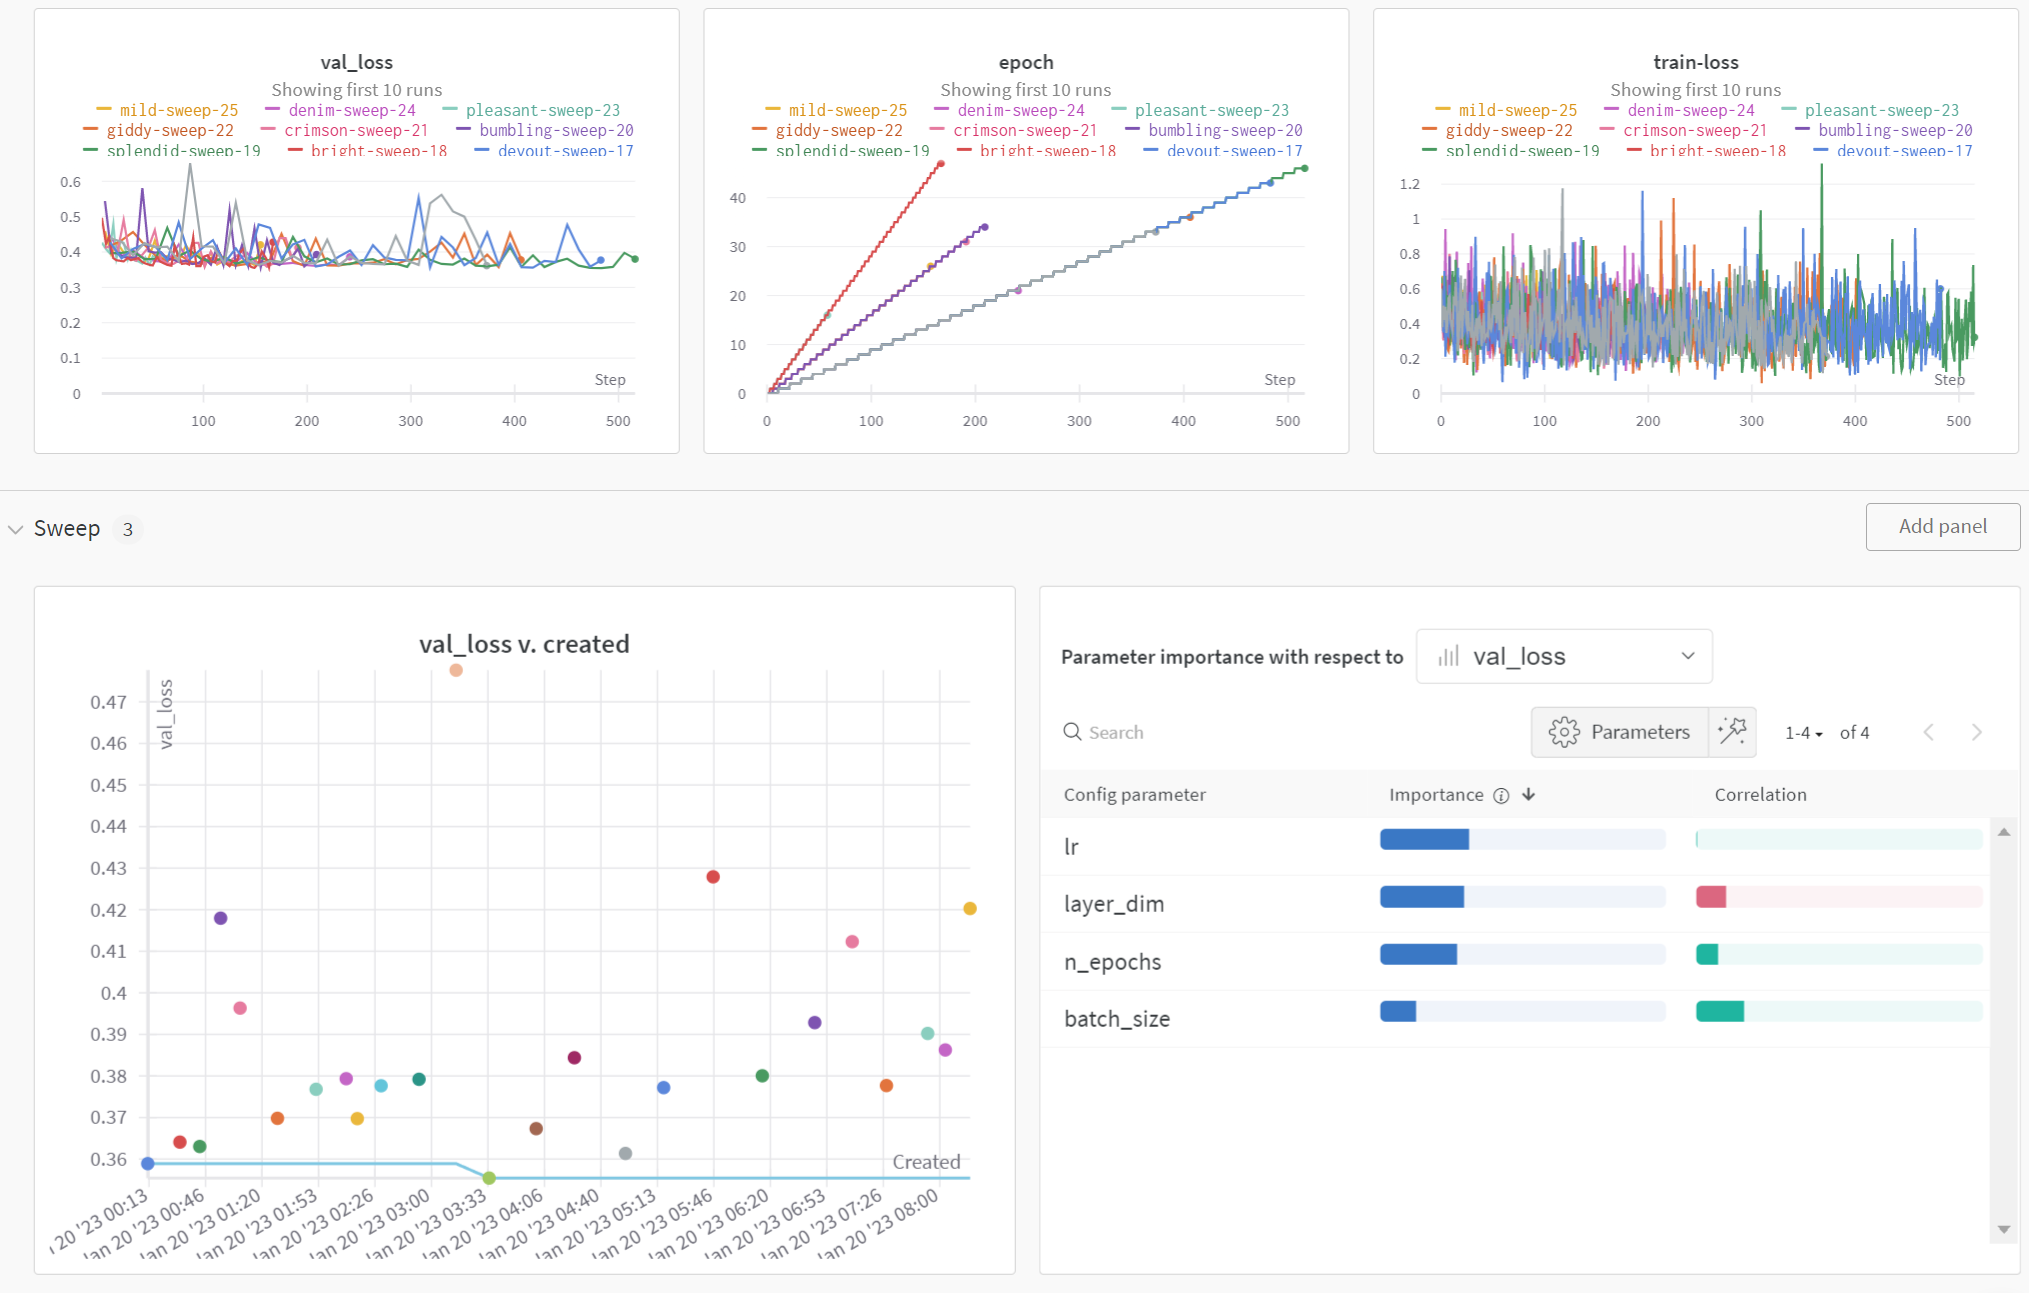 val_loss
Showing first 10 runs
mild-sweep-25 denim-sweep-24 pleasant-sweep-23
giddy-sweep-22 crimson-sweep-21 bumbling-sweep-20
splendid-sweep-19 bright-sweep-18 devout-sweep-17
0.6
0.5
0.4
0.3
0.2
0.1
0
Step
100 200 300 400 500
epoch
Showing first 10 runs
mild-sweep-25 denim-sweep-24 pleasant-sweep-23
giddy-sweep-22 crimson-sweep-21 bumbling-sweep-20
splendid-sweep-19 bright-sweep-18 devout-sweep-17
40
30
20
10
0
Step
0 100 200 300 400 500
train-loss
Showing first 10 runs
mild-sweep-25 denim-sweep-24 pleasant-sweep-23
giddy-sweep-22 crimson-sweep-21 bumbling-sweep-20
splendid-sweep-19 bright-sweep-18 devout-sweep-17
1.2
1
0.8
0.6
0.4
0.2
0
Step
0 100 200 300 400 500
Sweep 3
Add panel
val_loss v. created
val_loss
0.47
0.46
0.45
0.44
0.43
0.42
0.41
0.4
0.39
0.38
0.37
0.36
Created
20 '23 00:13
Jan 20 '23 00:46
Jan 20 '23 01:20
Jan 20 '23 01:53
Jan 20 '23 02:26
Jan 20 '23 03:00
Jan 20 '23 03:33
Jan 20 '23 04:06
Jan 20 '23 04:40
Jan 20 '23 05:13
Jan 20 '23 05:46
Jan 20 '23 06:20
Jan 20 '23 06:53
Jan 20 '23 07:26
Jan 20 '23 08:00
Parameter importance with respect to val_loss
Search
Parameters
1-4 of 4
Config parameter Importance Correlation
lr
layer_dim
n_epochs
batch_size